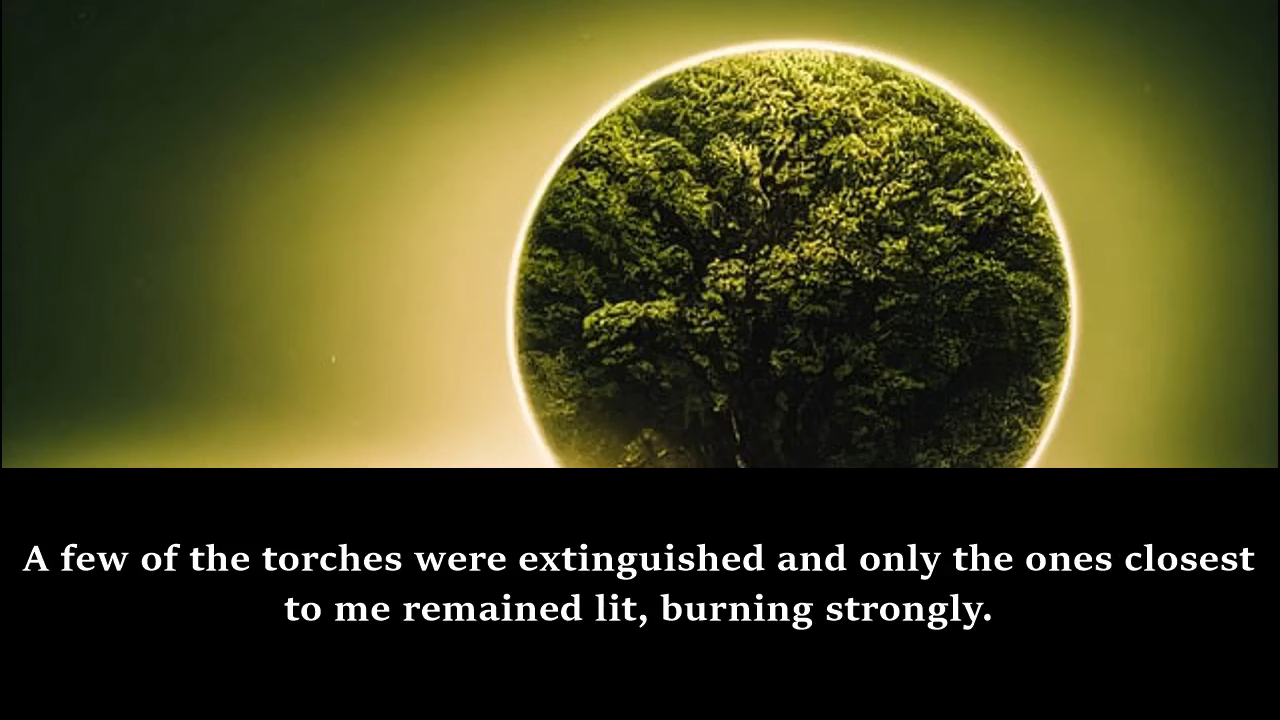 A few of the torches were extinguished and only the ones closest
to me remained lit, burning strongly.